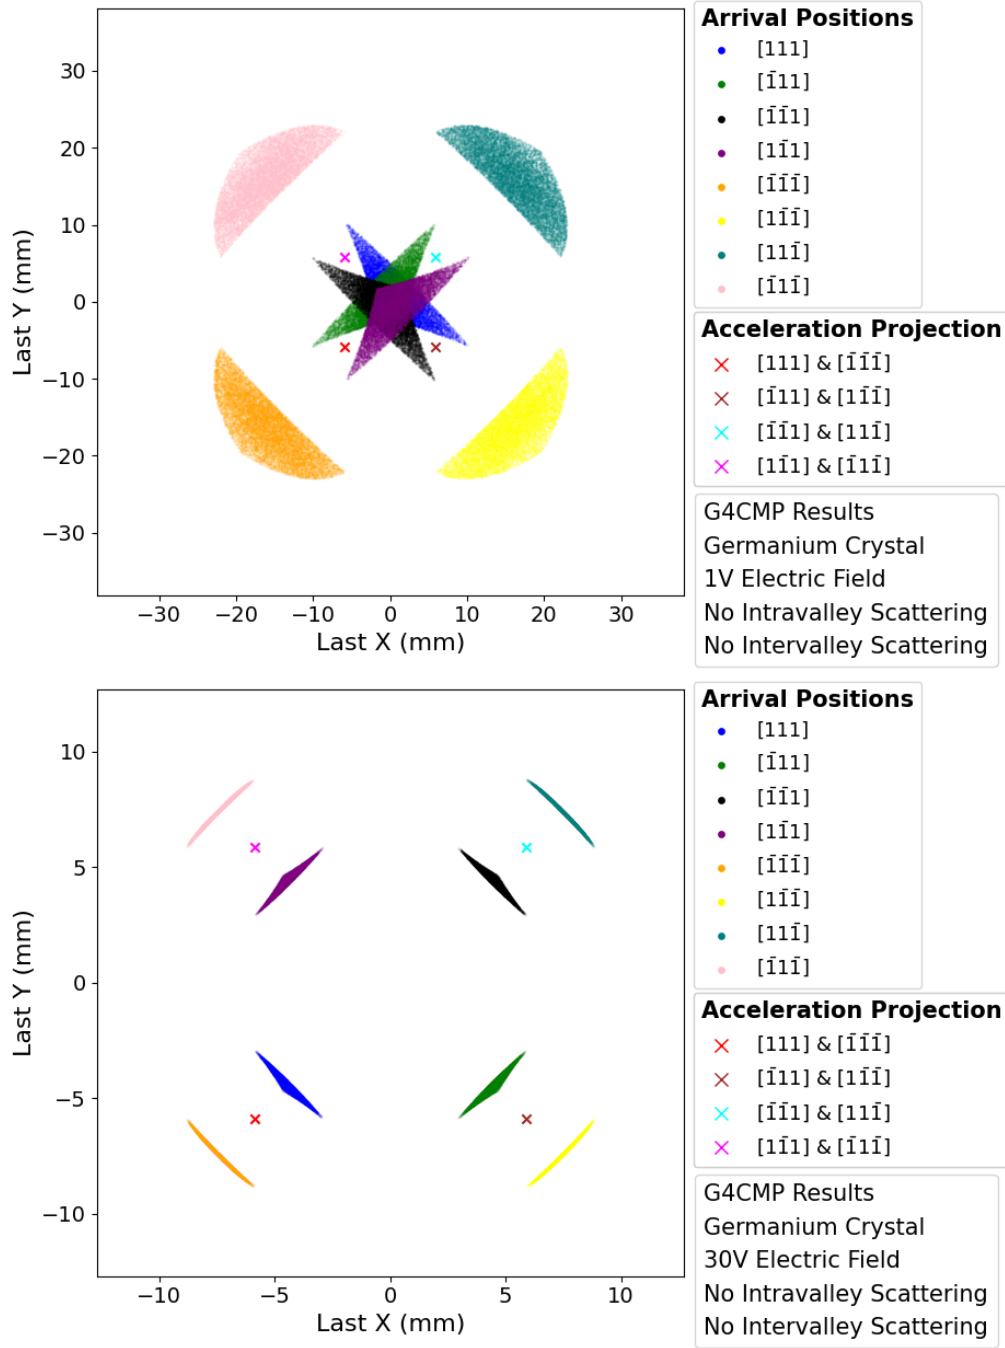 30
20
10
0
−10
−20
−30
−30 −20 −10 0 10 20 30
Last X (mm)
Last Y (mm)
Arrival Positions
[111]
[1̄11]
[1̄1̄1]
[11̄1]
[1̄1̄1̄]
[11̄1̄]
[111̄]
[1̄11̄]
Acceleration Projection
[111] & [1̄1̄1̄]
[1̄11] & [11̄1̄]
[1̄1̄1] & [111̄]
[11̄1] & [1̄11̄]
G4CMP Results
Germanium Crystal
1V Electric Field
No Intravalley Scattering
No Intervalley Scattering
10
5
0
−5
−10
−10 −5 0 5 10
Last X (mm)
Last Y (mm)
Arrival Positions
[111]
[1̄11]
[1̄1̄1]
[11̄1]
[1̄1̄1̄]
[11̄1̄]
[111̄]
[1̄11̄]
Acceleration Projection
[111] & [1̄1̄1̄]
[1̄11] & [11̄1̄]
[1̄1̄1] & [111̄]
[11̄1] & [1̄11̄]
G4CMP Results
Germanium Crystal
30V Electric Field
No Intravalley Scattering
No Intervalley Scattering